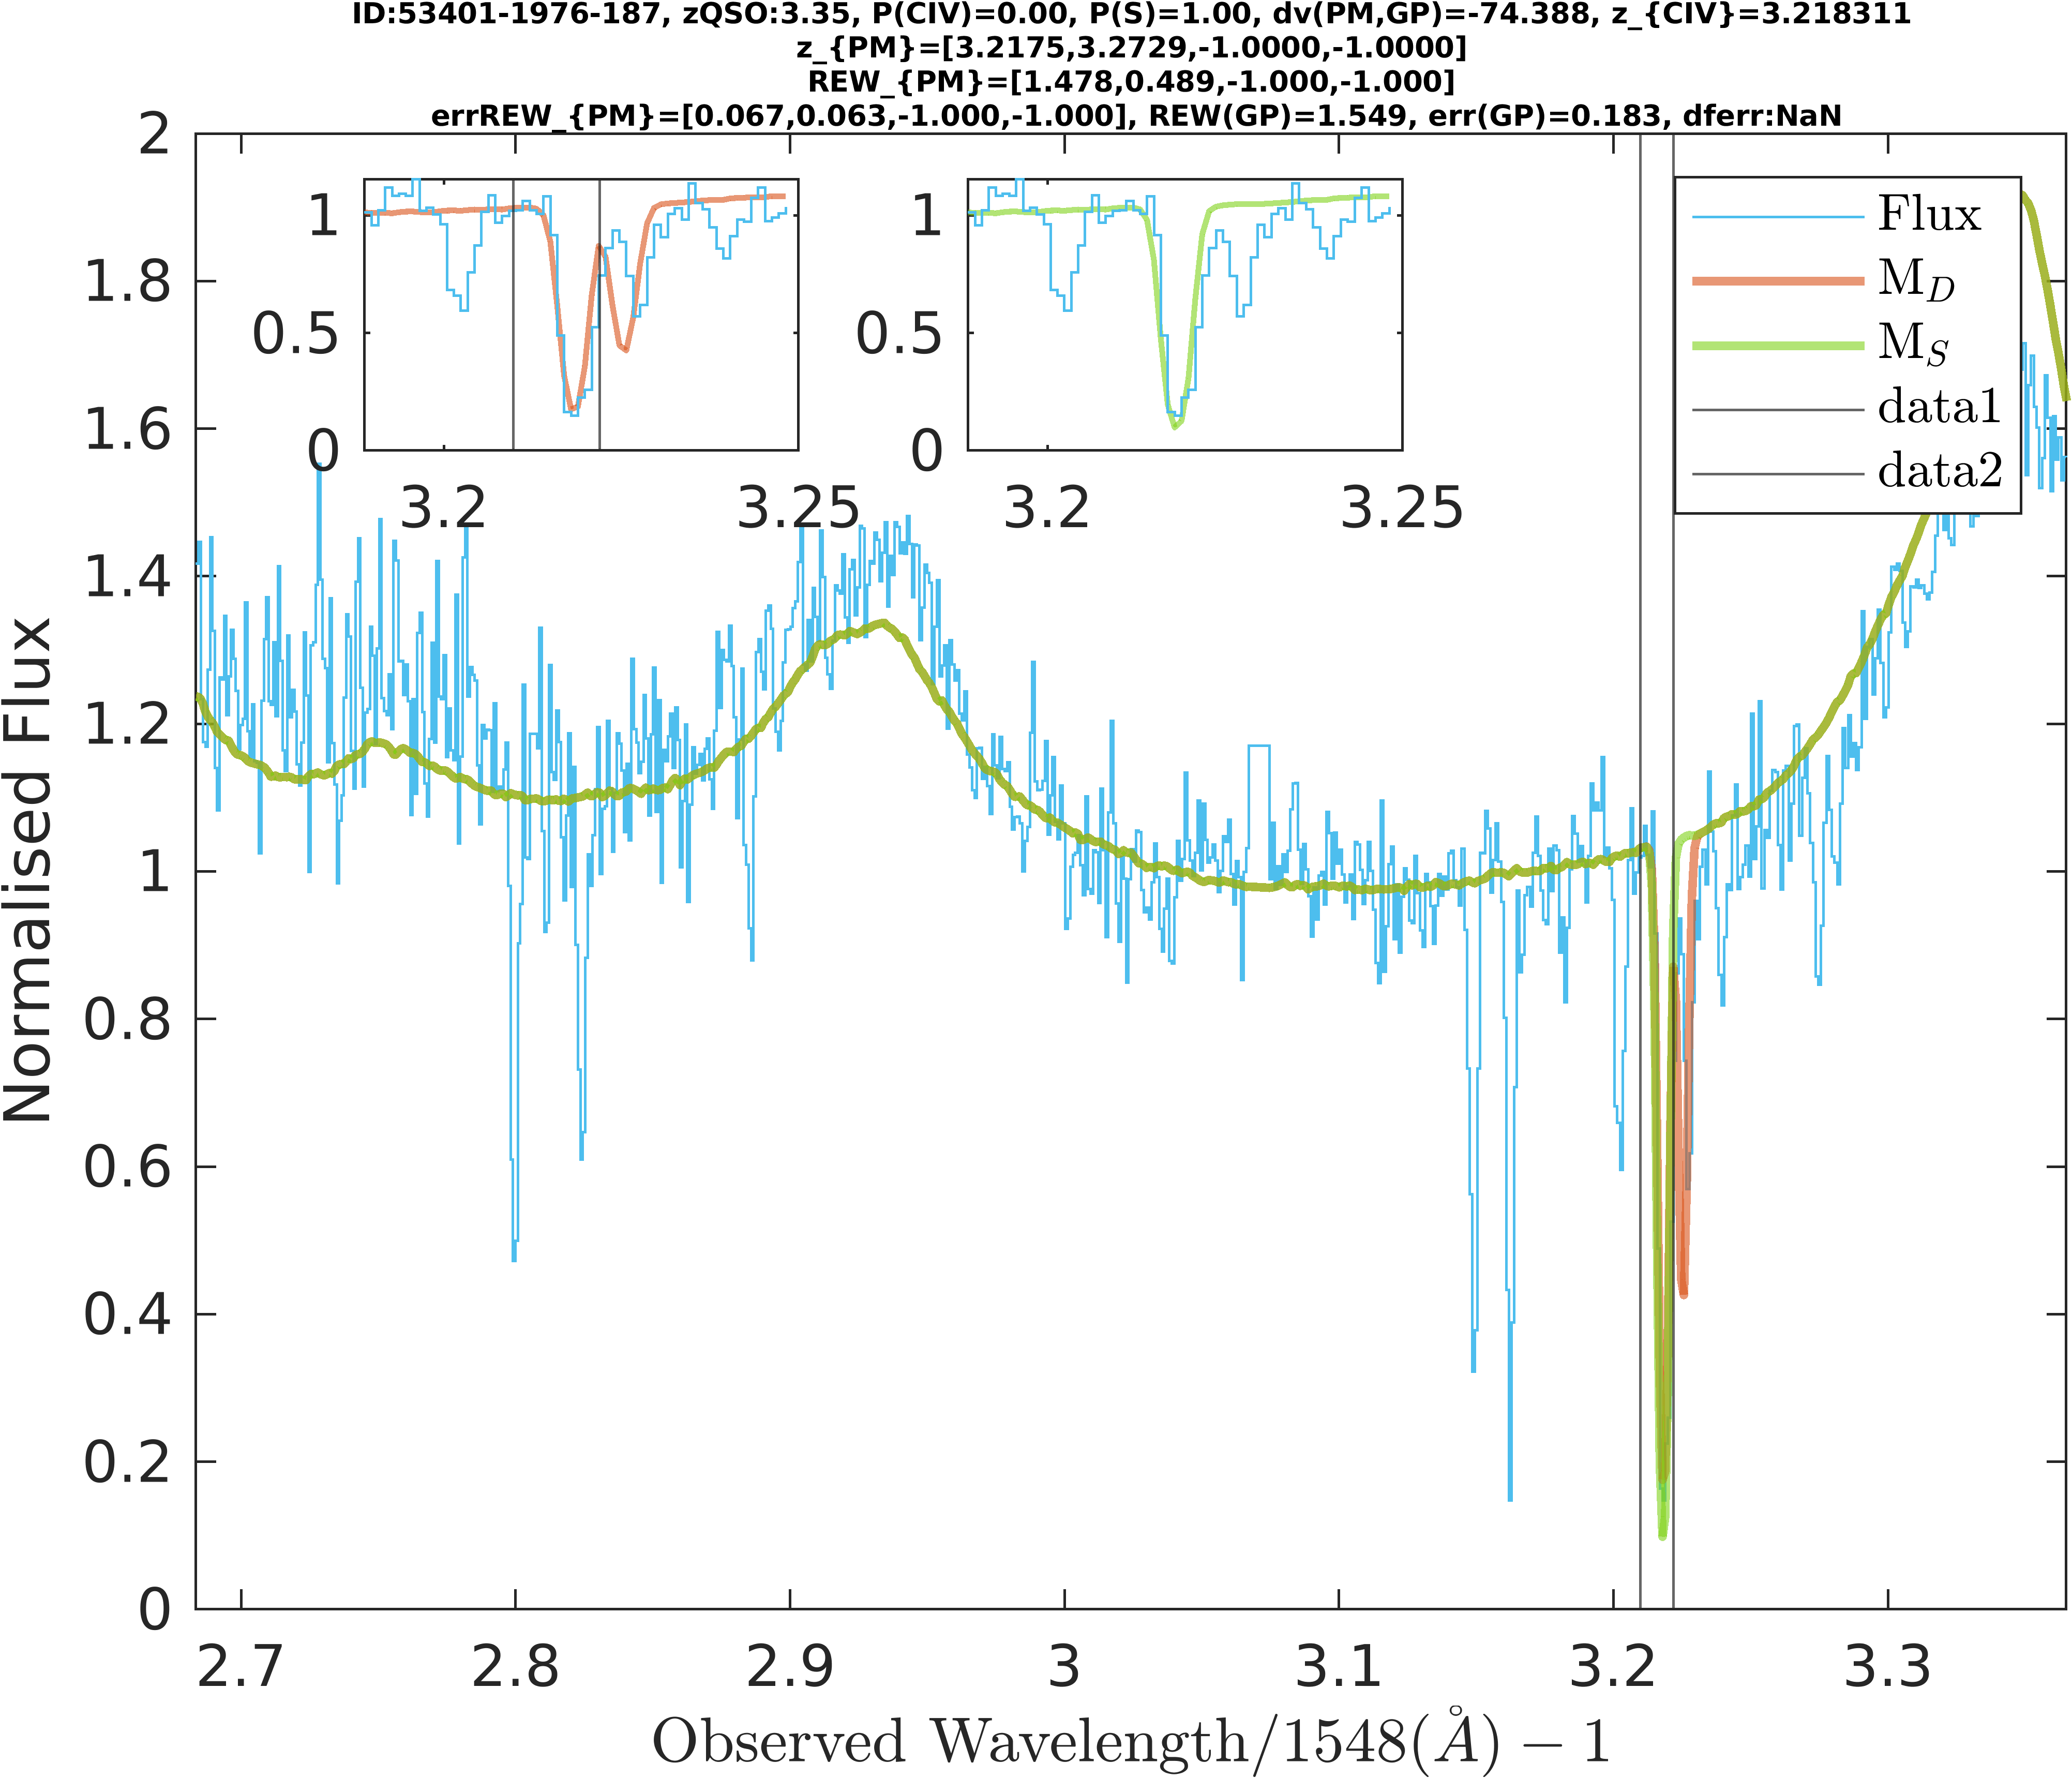 ID:53401-1976-187, zQSO:3.35, P(CIV)=0.00, P(S)=1.00, dv(PM,GP)=-74.388, z_{CIV}=3.218311
z_{PM}=[3.2175,3.2729,-1.0000,-1.0000]
REW_{PM}=[1.478,0.489,-1.000,-1.000]
errREW_{PM}=[0.067,0.063,-1.000,-1.000], REW(GP)=1.549, err(GP)=0.183, dferr:NaN
2
1.8
1.6
1.4
1.2
1
0.8
0.6
0.4
0.2
0
Normalised Flux
1
0.5
0
3.2 3.25
1
0.5
0
3.2 3.25
Flux
M_D
M_S
data1
data2
2.7 2.8 2.9 3 3.1 3.2 3.3
Observed Wavelength/1548(Å) − 1